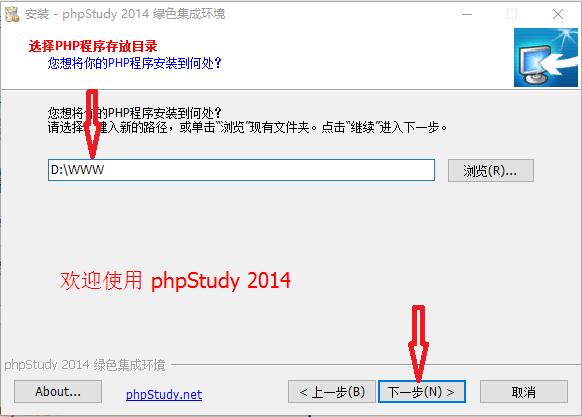 安装 - phpStudy 2014 绿色集成环境
选择PHP程序存放目录
您想将你的PHP程序安装到何处？
您想将你的PHP程序安装到何处？
请选择键入新的路径，或单击“浏览”现有文件夹。点击“继续”进入下一步。
D:\WWW
浏览(R)...
欢迎使用 phpStudy 2014
phpStudy 2014 绿色集成环境
About...
phpStudy.net
< 上一步(B)
下一步(N) >
取消